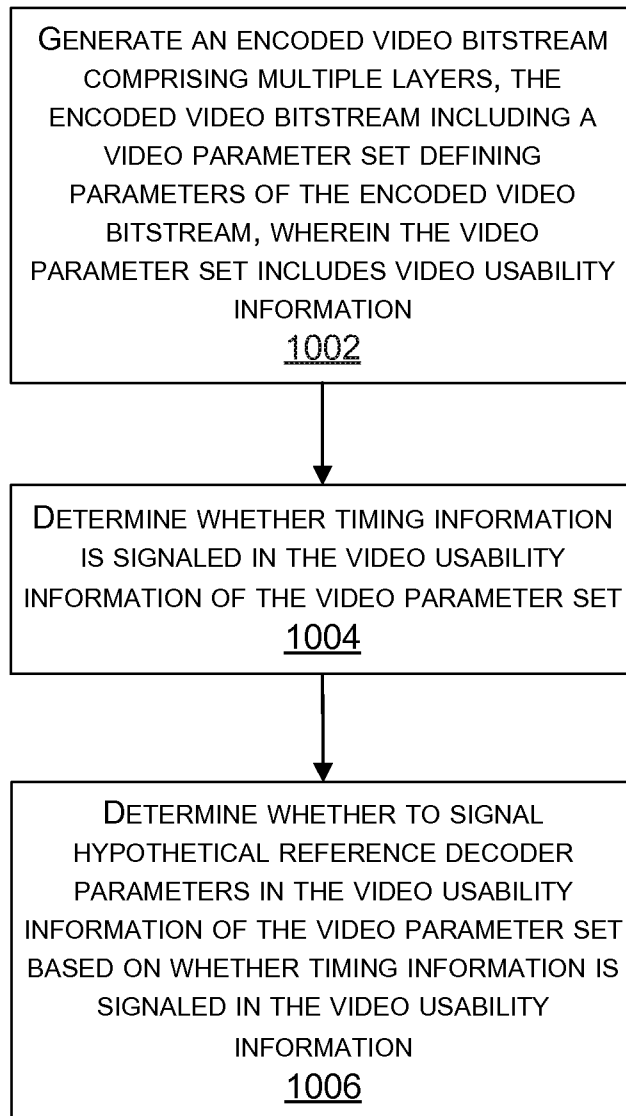 GENERATE AN ENCODED VIDEO BITSTREAM
COMPRISING MULTIPLE LAYERS, THE
ENCODED VIDEO BITSTREAM INCLUDING A
VIDEO PARAMETER SET DEFINING
PARAMETERS OF THE ENCODED VIDEO
BITSTREAM, WHEREIN THE VIDEO
PARAMETER SET INCLUDES VIDEO USABILITY
INFORMATION
1002
DETERMINE WHETHER TIMING INFORMATION
IS SIGNALED IN THE VIDEO USABILITY
INFORMATION OF THE VIDEO PARAMETER SET
1004
DETERMINE WHETHER TO SIGNAL
HYPOTHETICAL REFERENCE DECODER
PARAMETERS IN THE VIDEO USABILITY
INFORMATION OF THE VIDEO PARAMETER SET
BASED ON WHETHER TIMING INFORMATION IS
SIGNALED IN THE VIDEO USABILITY
INFORMATION
1006